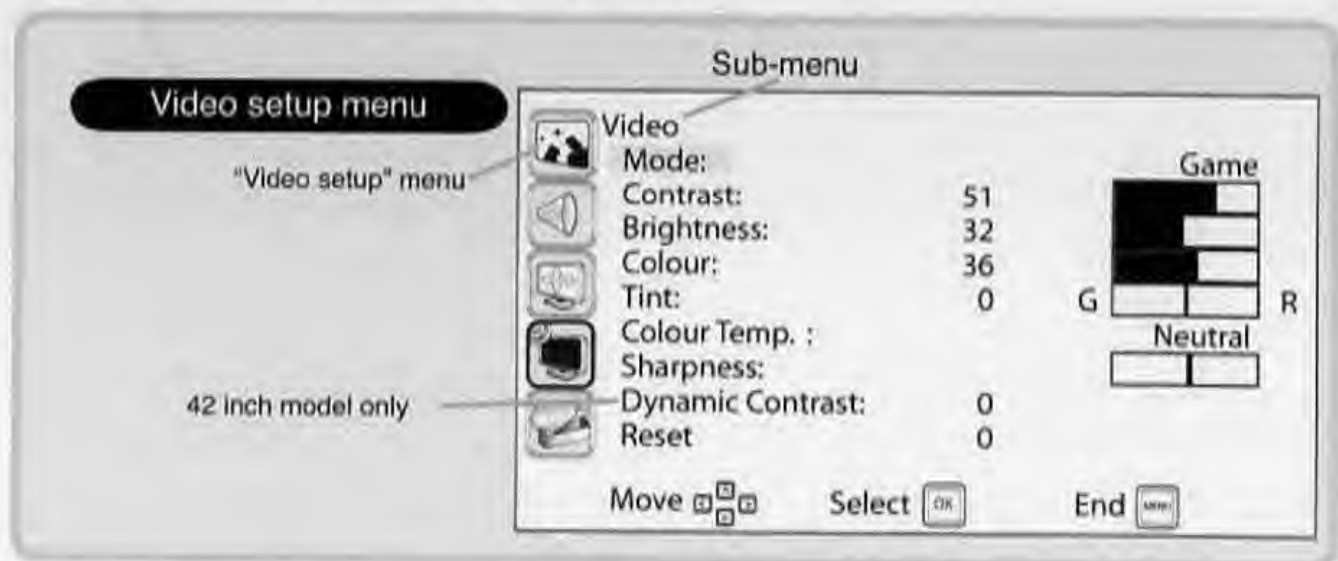 Sub-menu
Video setup menu
Video
"Video setup" menu
Mode: Game
Contrast: 51
Brightness: 32
Colour: 36
Tint: 0 G R
Colour Temp. : Neutral
Sharpness:
42 inch model only
Dynamic Contrast: 0
Reset 0
Move Select OK End MENU